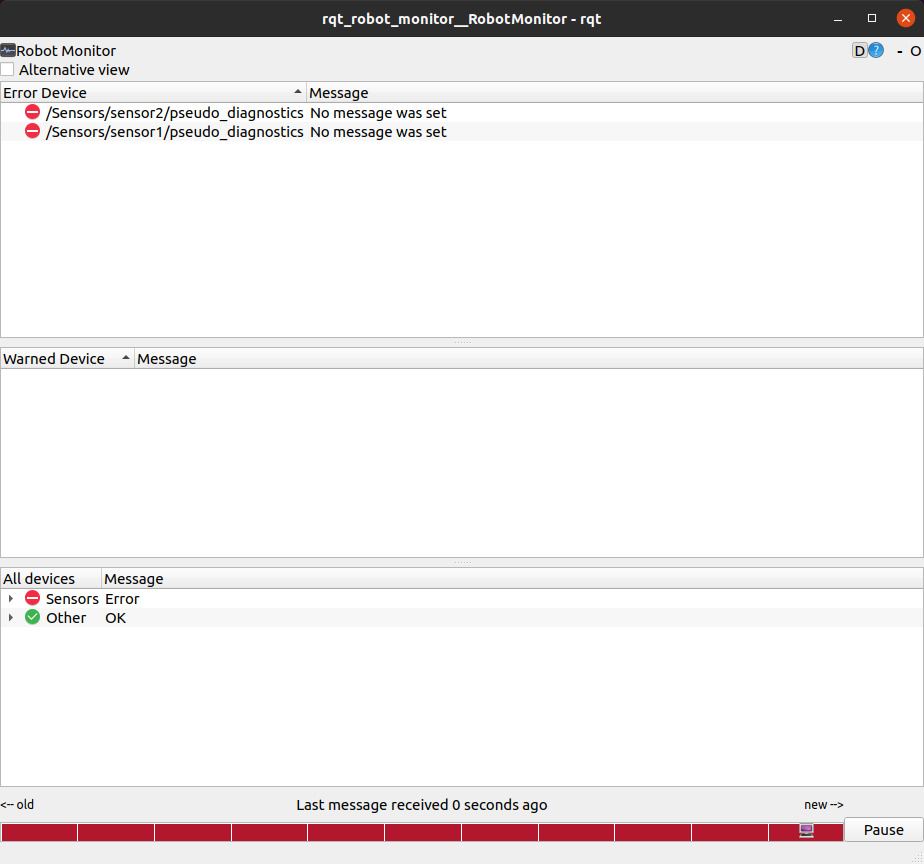 rqt_robot_monitor__RobotMonitor - rqt
Robot Monitor D ? - O
Alternative view
Error Device Message
/Sensors/sensor2/pseudo_diagnostics No message was set
/Sensors/sensor1/pseudo_diagnostics No message was set
Warned Device Message
All devices Message
Sensors Error
Other OK
<-- old Last message received 0 seconds ago new -->
Pause